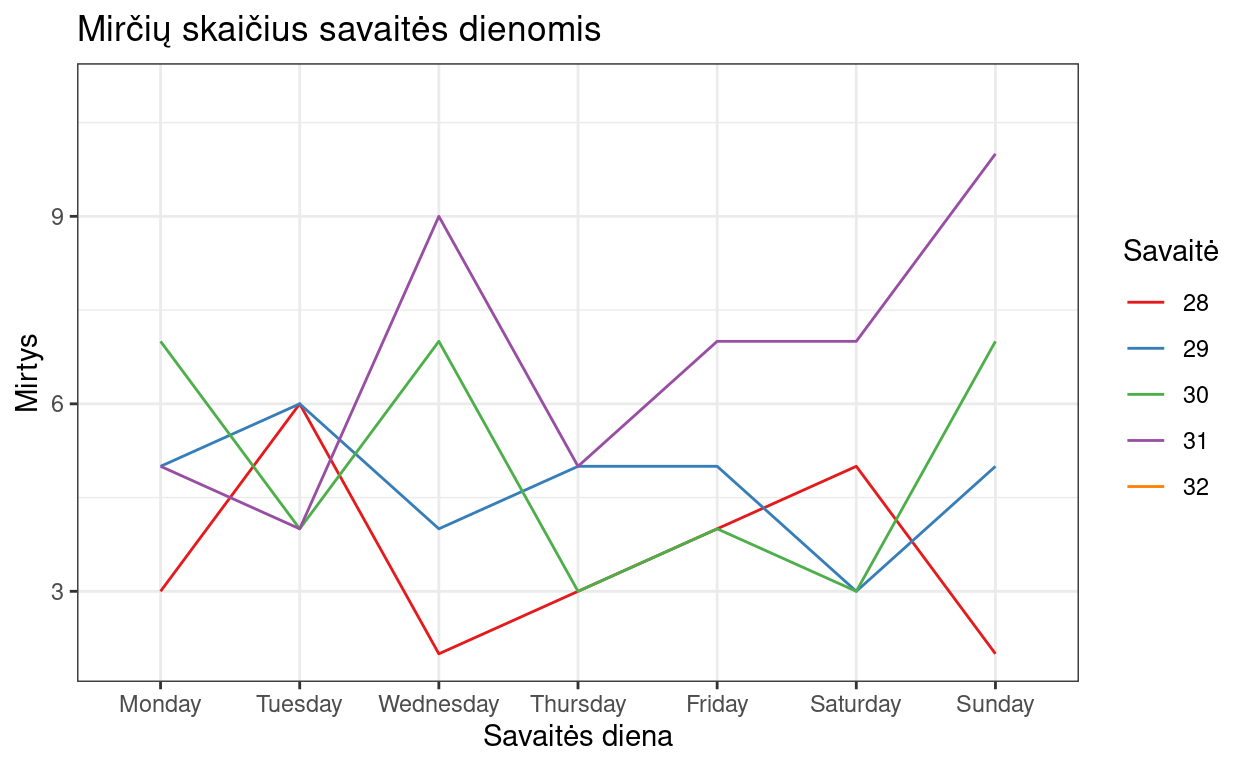 Mirčių skaičius savaitės dienomis
Mirtys
9
6
3
Monday Tuesday Wednesday Thursday Friday Saturday Sunday
Savaitės diena
Savaitė
28
29
30
31
32